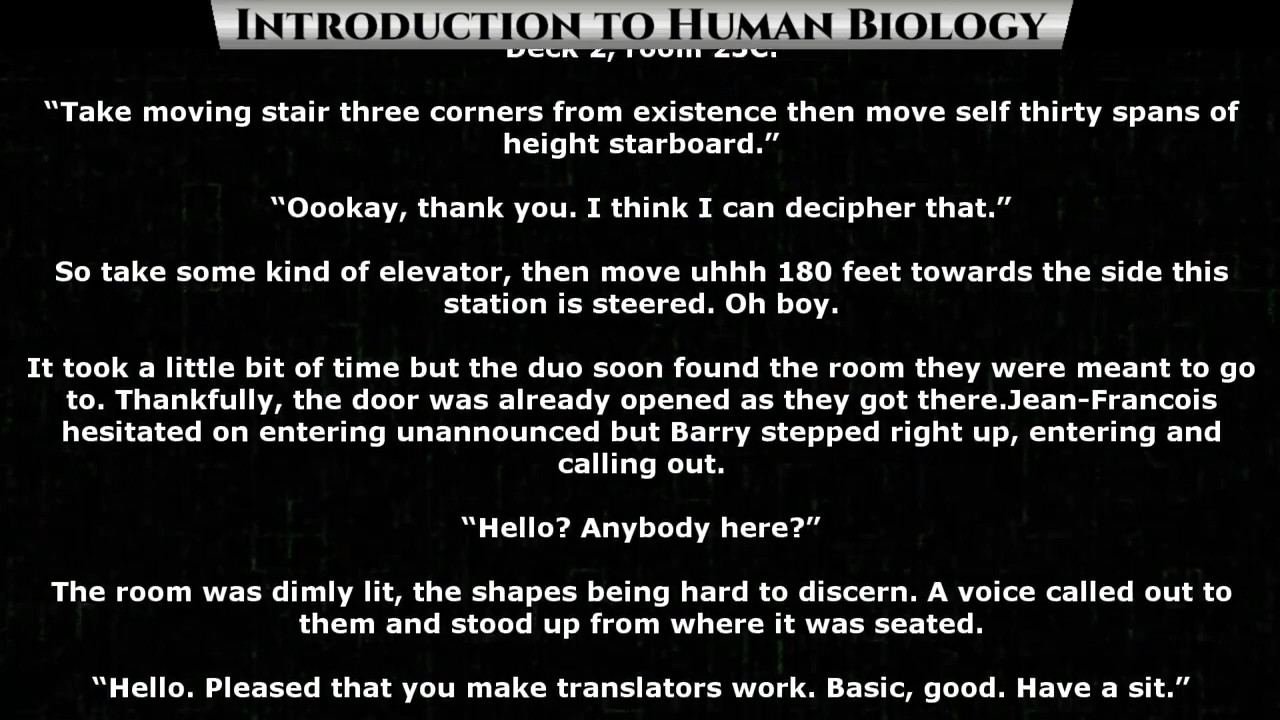 Introduction to Human Biology
Deck 2, room 23C.
“Take moving stair three corners from existence then move self thirty spans of
height starboard.”
“Oookay, thank you. I think I can decipher that.”
So take some kind of elevator, then move uhhh 180 feet towards the side this
station is steered. Oh boy.
It took a little bit of time but the duo soon found the room they were meant to go
to. Thankfully, the door was already opened as they got there.Jean-Francois
hesitated on entering unannounced but Barry stepped right up, entering and
calling out.
“Hello? Anybody here?”
The room was dimly lit, the shapes being hard to discern. A voice called out to
them and stood up from where it was seated.
“Hello. Pleased that you make translators work. Basic, good. Have a sit.”